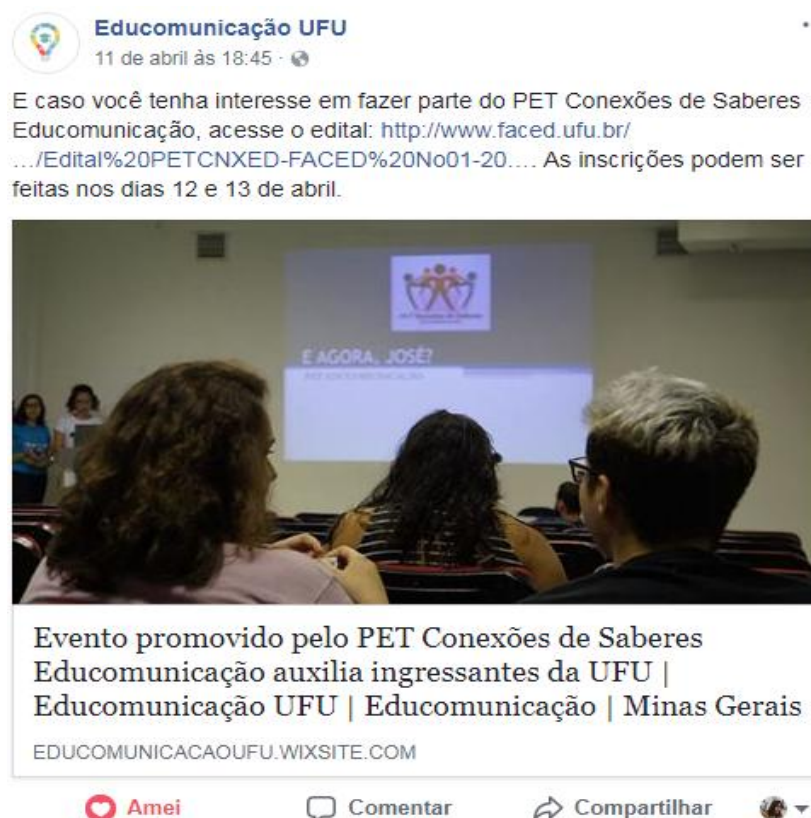 Educomunicação UFU
11 de abril às 18:45 ·
E caso você tenha interesse em fazer parte do PET Conexões de Saberes
Educomunicação, acesse o edital: http://www.faced.ufu.br/
…/Edital%20PETCNXED-FACED%20No01-20…. As inscrições podem ser
feitas nos dias 12 e 13 de abril.
E AGORA, JOSÉ?
PET EDUCOMUNICAÇÃO
Evento promovido pelo PET Conexões de Saberes
Educomunicação auxilia ingressantes da UFU |
Educomunicação UFU | Educomunicação | Minas Gerais
EDUCOMUNICACAOUFU.WIXSITE.COM
Amei Comentar Compartilhar